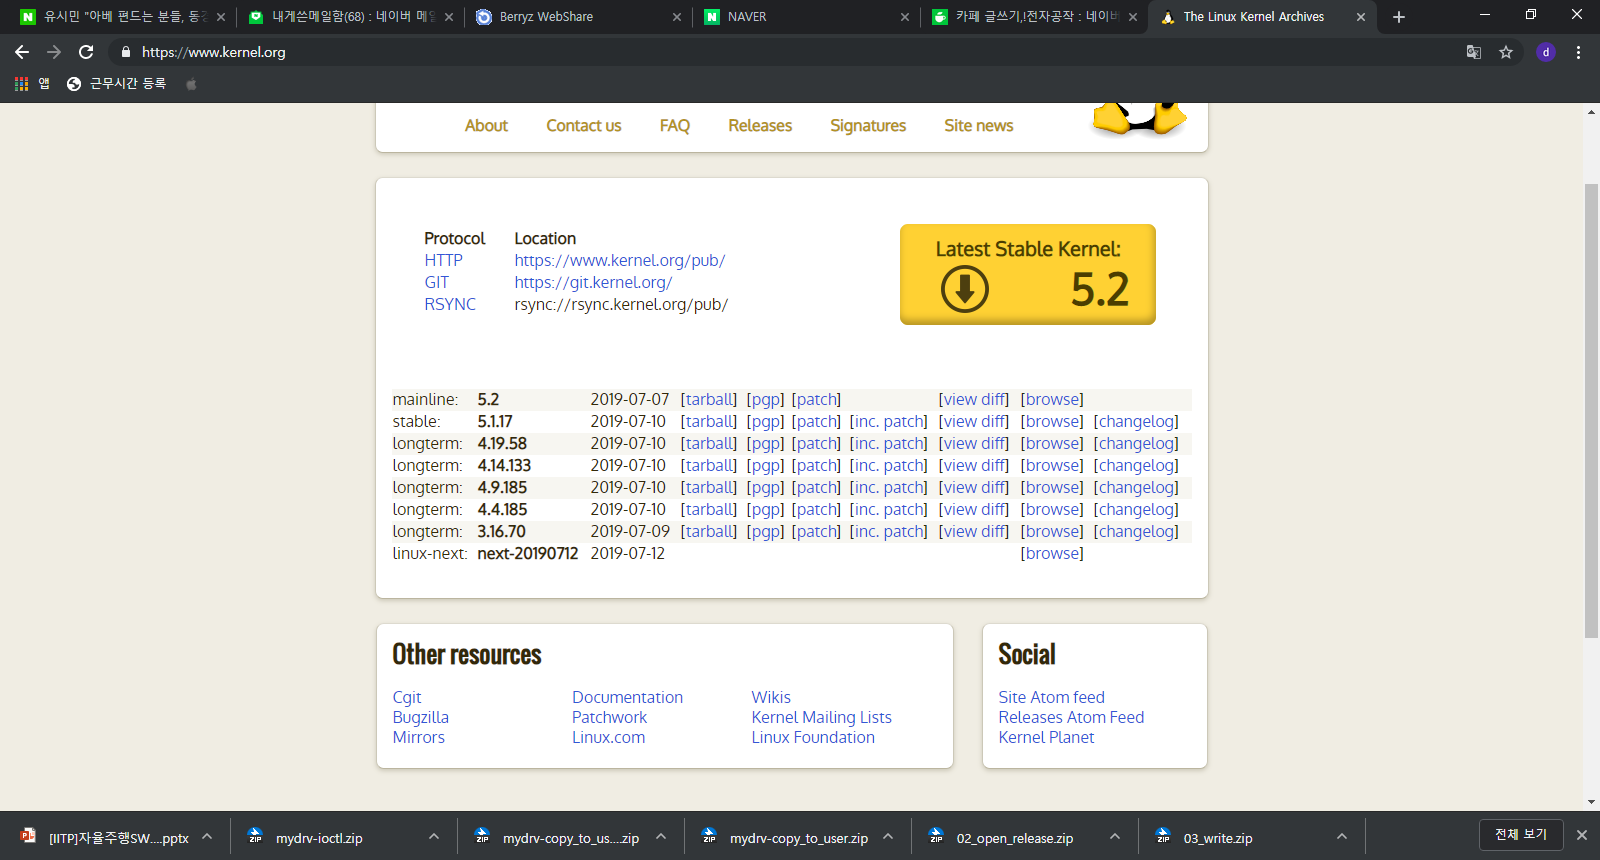 유시민 "아베 편드는 분들, 동경
내게쓴메일함(68) : 네이버 메일
Berryz WebShare
NAVER
카페 글쓰기,!전자공작 : 네이버
The Linux Kernel Archives
https://www.kernel.org
d
앱
근무시간 등록
About Contact us FAQ Releases Signatures Site news
Protocol Location
HTTP https://www.kernel.org/pub/
GIT https://git.kernel.org/
RSYNC rsync://rsync.kernel.org/pub/
Latest Stable Kernel:
5.2
mainline: 5.2 2019-07-07 [tarball] [pgp] [patch] [view diff] [browse]
stable: 5.1.17 2019-07-10 [tarball] [pgp] [patch] [inc. patch] [view diff] [browse] [changelog]
longterm: 4.19.58 2019-07-10 [tarball] [pgp] [patch] [inc. patch] [view diff] [browse] [changelog]
longterm: 4.14.133 2019-07-10 [tarball] [pgp] [patch] [inc. patch] [view diff] [browse] [changelog]
longterm: 4.9.185 2019-07-10 [tarball] [pgp] [patch] [inc. patch] [view diff] [browse] [changelog]
longterm: 4.4.185 2019-07-10 [tarball] [pgp] [patch] [inc. patch] [view diff] [browse] [changelog]
longterm: 3.16.70 2019-07-09 [tarball] [pgp] [patch] [inc. patch] [view diff] [browse] [changelog]
linux-next: next-20190712 2019-07-12 [browse]
Other resources
Cgit Documentation Wikis
Bugzilla Patchwork Kernel Mailing Lists
Mirrors Linux.com Linux Foundation
Social
Site Atom feed
Releases Atom Feed
Kernel Planet
[IITP]자율주행SW....pptx
mydrv-ioctl.zip
mydrv-copy_to_us....zip
mydrv-copy_to_user.zip
02_open_release.zip
03_write.zip
전체 보기